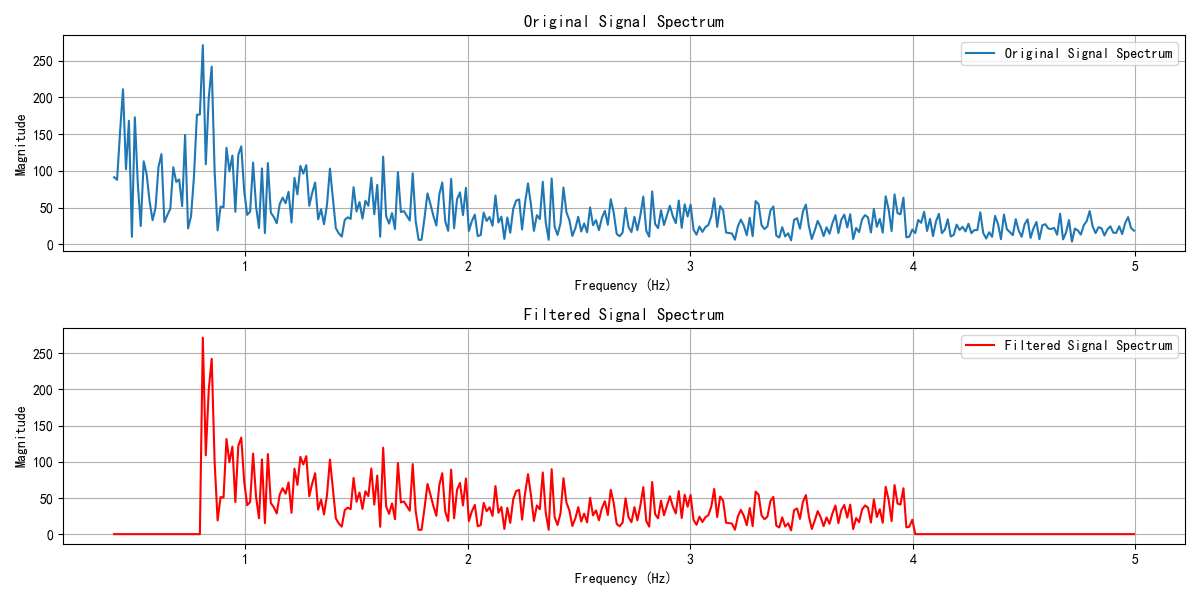 Original Signal Spectrum
Original Signal Spectrum
Magnitude
250
200
150
100
50
0
1 2 3 4 5
Frequency (Hz)
Filtered Signal Spectrum
Filtered Signal Spectrum
Magnitude
250
200
150
100
50
0
1 2 3 4 5
Frequency (Hz)